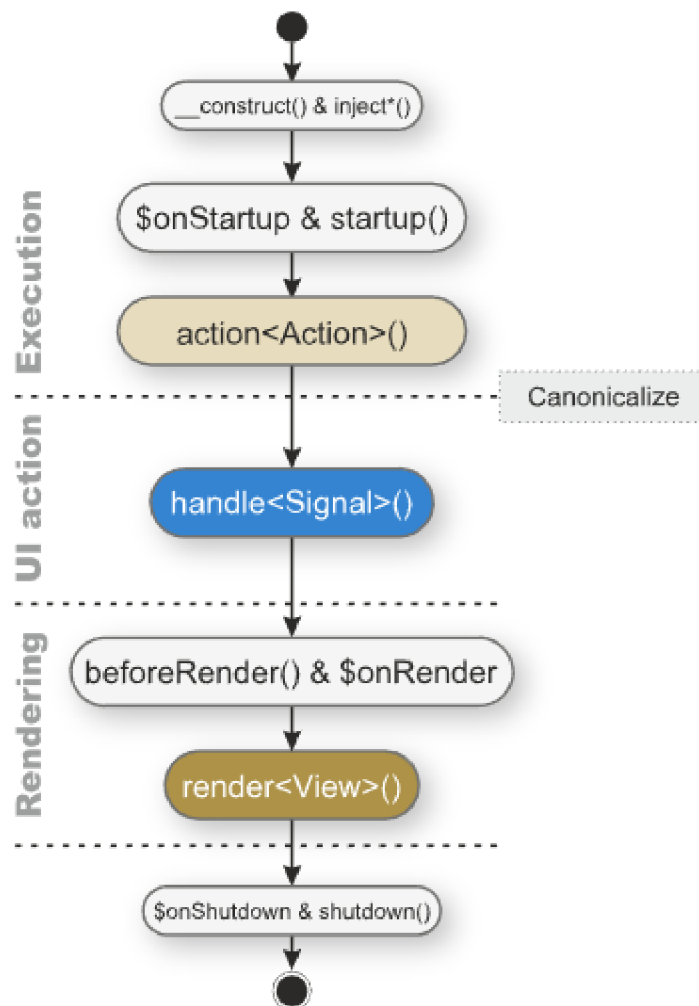 __construct() & inject*()
$onStartup & startup()
Execution
action<Action>()
Canonicalize
UI action
handle<Signal>()
Rendering
beforeRender() & $onRender
render<View>()
$onShutdown & shutdown()